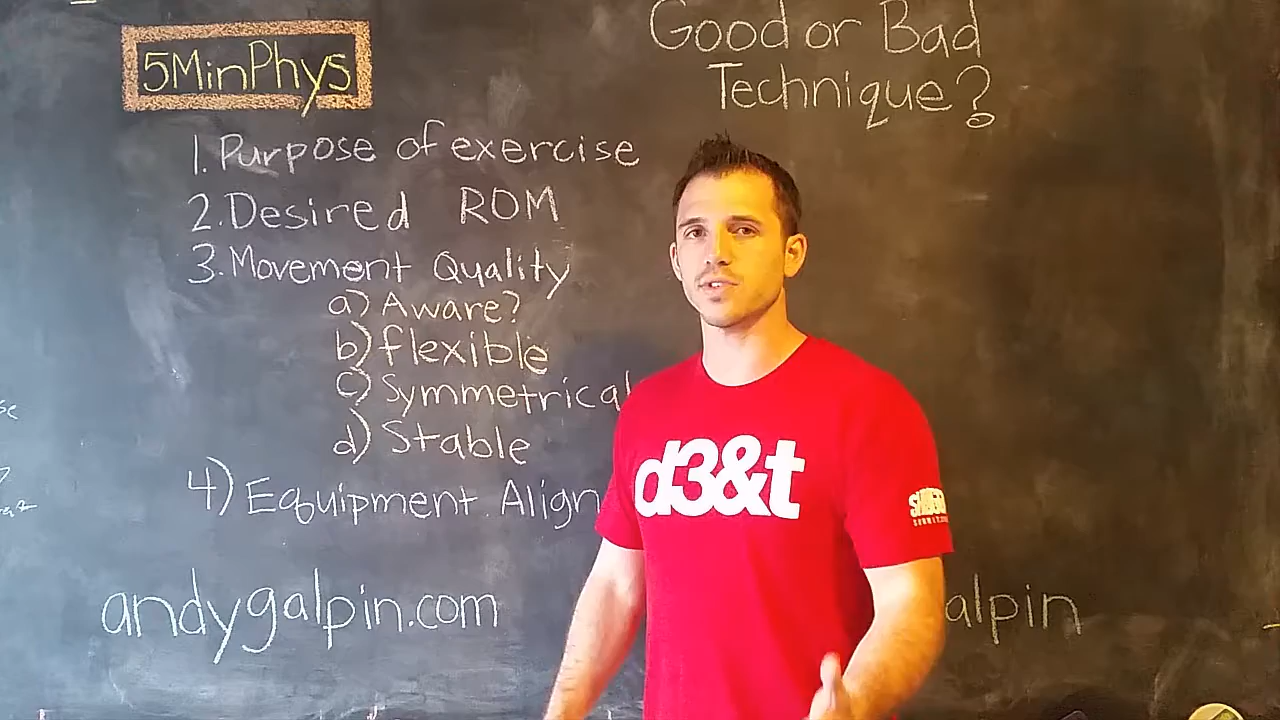 5MinPhys
Good or Bad
Technique?
1. Purpose of exercise
2. Desired ROM
3. Movement Quality
a) Aware?
b) flexible
c) Symmetrical
d) Stable
4) Equipment Align
andygalpin.com
alpin
d3&t